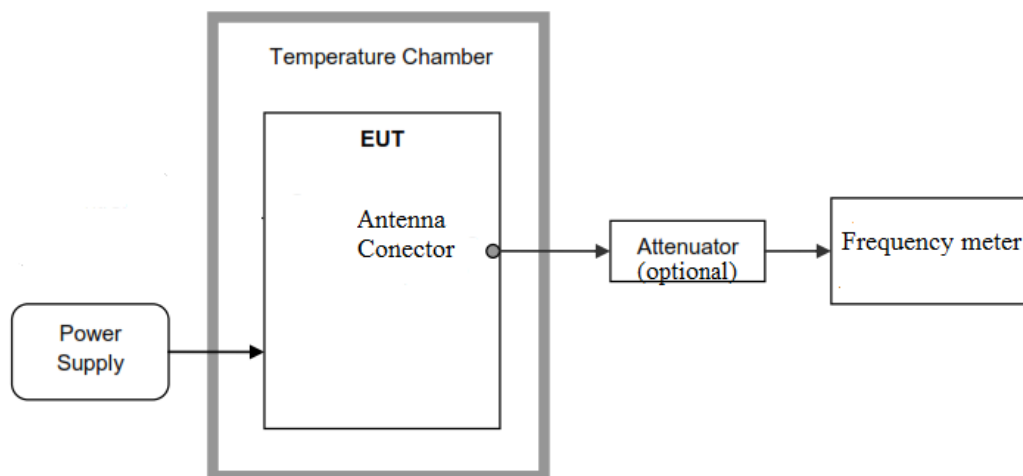 Temperature Chamber
EUT
Antenna
Conector
Attenuator
(optional)
Frequency meter
Power
Supply